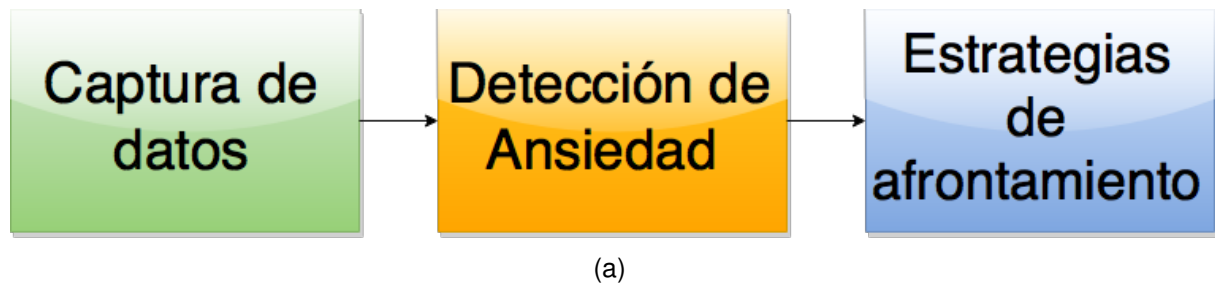 Captura de
datos
Detección de
Ansiedad
Estrategias
de
afrontamiento
(a)